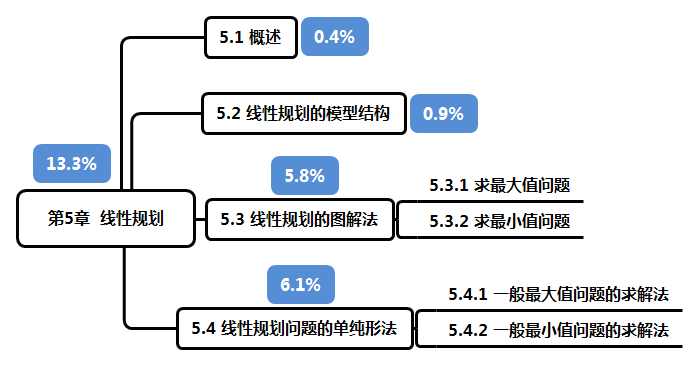 5.1 概述
0.4%
5.2 线性规划的模型结构
0.9%
13.3%
第5章  线性规划
5.8%
5.3 线性规划的图解法
5.3.1 求最大值问题
5.3.2 求最小值问题
6.1%
5.4 线性规划问题的单纯形法
5.4.1 一般最大值问题的求解法
5.4.2 一般最小值问题的求解法